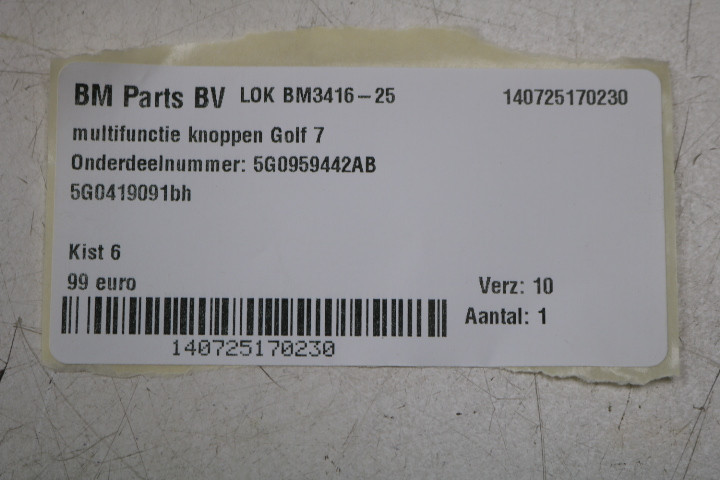 BM Parts BV LOK BM3416-25 140725170230
multifunctie knoppen Golf 7
Onderdeelnummer: 5G0959442AB
5G0419091bh
Kist 6
99 euro Verz: 10
Aantal: 1
140725170230